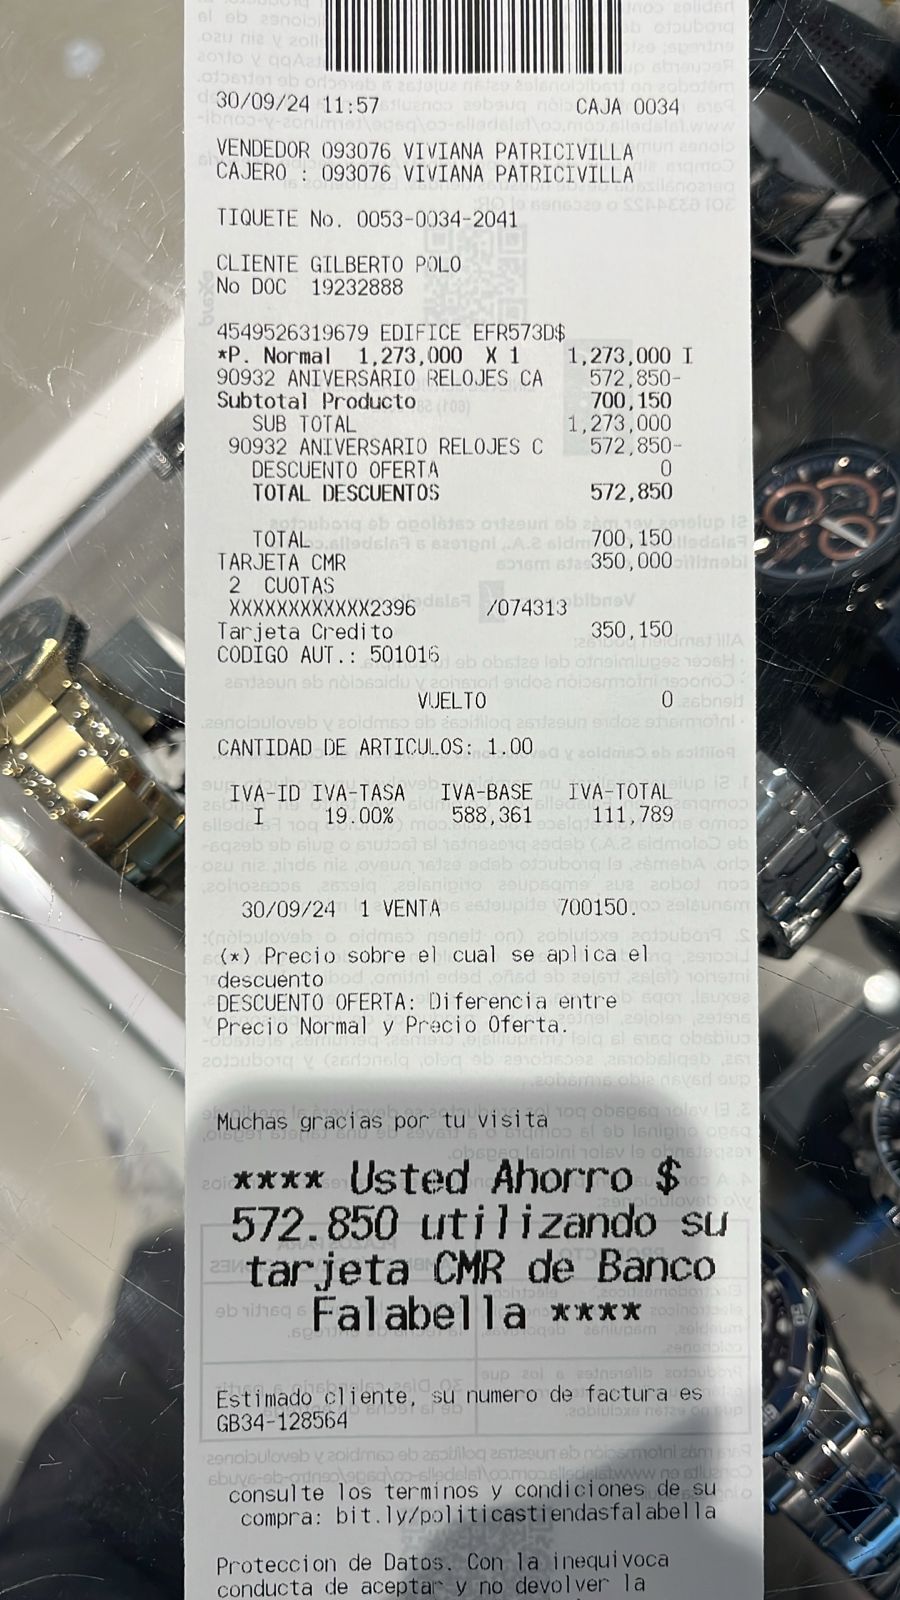 30/09/24 11:57 CAJA 0034
VENDEDOR 093076 VIVIANA PATRICIVILLA
CAJERO : 093076 VIVIANA PATRICIVILLA
TIQUETE No. 0053-0034-2041
CLIENTE GILBERTO POLO
No DOC 19232888
4549526319679 EDIFICE EFR573D$
*P. Normal 1,273,000 X 1 1,273,000 I
90932 ANIVERSARIO RELOJES CA 572,850-
Subtotal Producto 700,150
SUB TOTAL 1,273,000
90932 ANIVERSARIO RELOJES C 572,850-
DESCUENTO OFERTA 0
TOTAL DESCUENTOS 572,850
TOTAL 700,150
TARJETA CMR 350,000
2 CUOTAS
XXXXXXXXXXXX2396 /074313
Tarjeta Credito 350,150
CODIGO AUT.: 501016
VUELTO 0
CANTIDAD DE ARTICULOS: 1.00
IVA-ID IVA-TASA IVA-BASE IVA-TOTAL
I 19.00% 588,361 111,789
30/09/24 1 VENTA 700150.
(*) Precio sobre el cual se aplica el
descuento
DESCUENTO OFERTA: Diferencia entre
Precio Normal y Precio Oferta.
Muchas gracias por tu visita
**** Usted Ahorro $
572.850 utilizando su
tarjeta CMR de Banco
Falabella ****
Estimado cliente, su numero de factura es
GB34-128564
consulte los terminos y condiciones de su
compra: bit.ly/politicastiendasfalabella
Proteccion de Datos. Con la inequivoca
conducta de aceptar y no devolver la